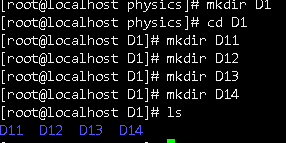 [root@localhost physics]# mkdir D1
[root@localhost physics]# cd D1
[root@localhost D1]# mkdir D11
[root@localhost D1]# mkdir D12
[root@localhost D1]# mkdir D13
[root@localhost D1]# mkdir D14
[root@localhost D1]# ls
D11 D12 D13 D14